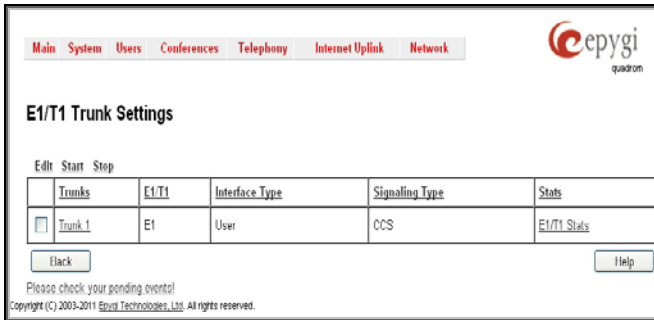 Main System Users Conferences Telephony Internet Uplink Network
epygi
quadrom
E1/T1 Trunk Settings
Edit Start Stop
Trunks E1/T1 Interface Type Signaling Type Stats
Trunk 1 E1 User CCS E1/T1 Stats
Back Help
Please check your pending events!
Copyright (C) 2003-2011 Epygi Technologies, Ltd. All rights reserved.